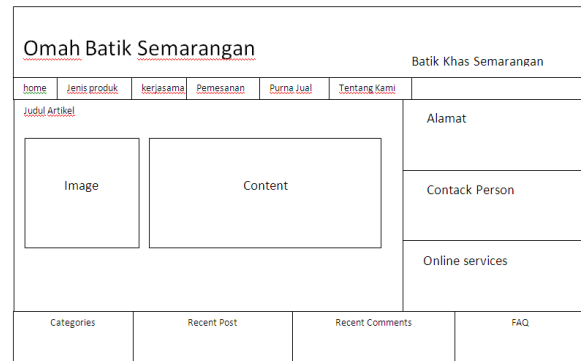 Omah Batik Semarangan
Batik Khas Semarangan
home Jenis produk kerjasama Pemesanan Purna Jual Tentang Kami
Judul Artikel
Alamat
Image
Content
Contack Person
Online services
Categories
Recent Post
Recent Comments
FAQ